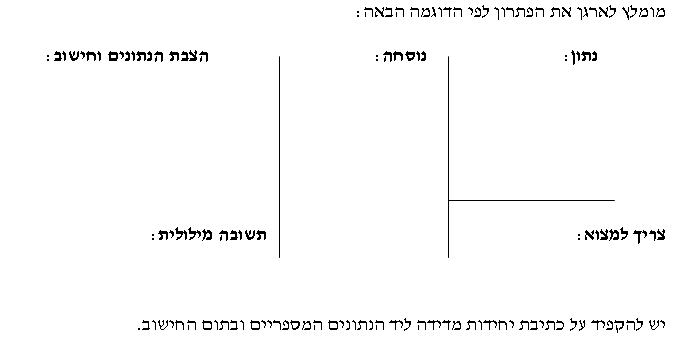 מומלץ לארגן את הפתרון לפי הדוגמה הבאה:
נתון: נוסחה: הצבת הנתונים וחישוב:
צריך למצוא: תשובה מילולית:
יש להקפיד על כתיבת יחידות מדידה ליד הנתונים המספריים ובתום החישוב.